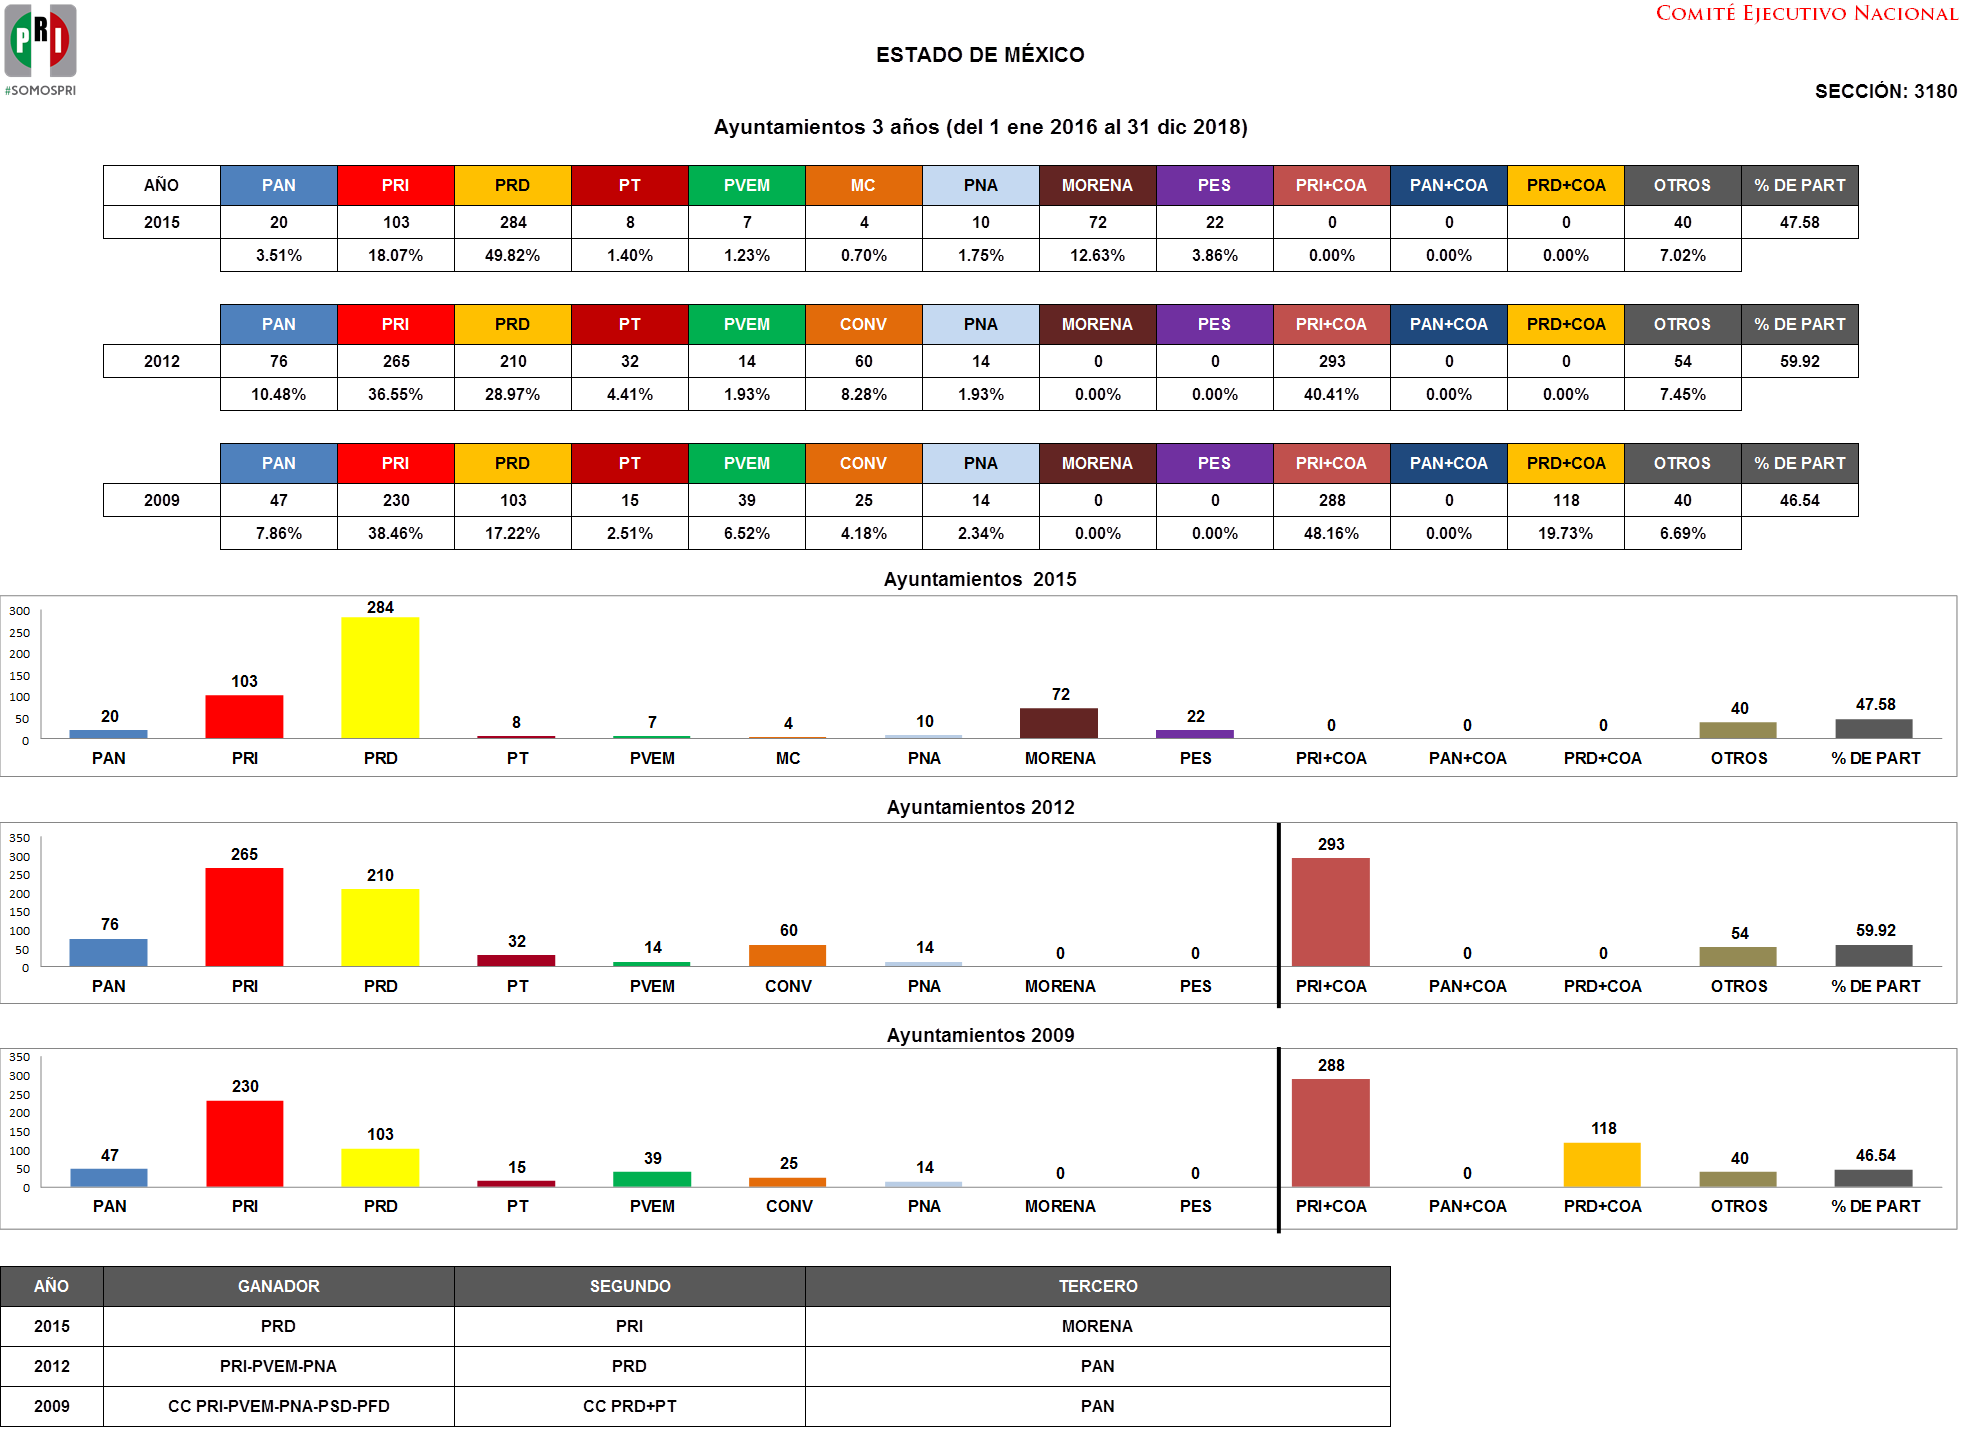 PRI
#SOMOSPRI
COMITÉ EJECUTIVO NACIONAL
ESTADO DE MÉXICO
SECCIÓN: 3180
Ayuntamientos 3 años (del 1 ene 2016 al 31 dic 2018)
AÑO PAN PRI PRD PT PVEM MC PNA MORENA PES PRI+COA PAN+COA PRD+COA OTROS % DE PART
2015 20 103 284 8 7 4 10 72 22 0 0 0 40 47.58
3.51% 18.07% 49.82% 1.40% 1.23% 0.70% 1.75% 12.63% 3.86% 0.00% 0.00% 0.00% 7.02%
PAN PRI PRD PT PVEM CONV PNA MORENA PES PRI+COA PAN+COA PRD+COA OTROS % DE PART
2012 76 265 210 32 14 60 14 0 0 293 0 0 54 59.92
10.48% 36.55% 28.97% 4.41% 1.93% 8.28% 1.93% 0.00% 0.00% 40.41% 0.00% 0.00% 7.45%
PAN PRI PRD PT PVEM CONV PNA MORENA PES PRI+COA PAN+COA PRD+COA OTROS % DE PART
2009 47 230 103 15 39 25 14 0 0 288 0 118 40 46.54
7.86% 38.46% 17.22% 2.51% 6.52% 4.18% 2.34% 0.00% 0.00% 48.16% 0.00% 19.73% 6.69%
Ayuntamientos 2015
300
250
200
150
100
50
0
20 103 284 8 7 4 10 72 22 0 0 0 40 47.58
PAN PRI PRD PT PVEM MC PNA MORENA PES PRI+COA PAN+COA PRD+COA OTROS % DE PART
Ayuntamientos 2012
350
300
250
200
150
100
50
0
76 265 210 32 14 60 14 0 0 293 0 0 54 59.92
PAN PRI PRD PT PVEM CONV PNA MORENA PES PRI+COA PAN+COA PRD+COA OTROS % DE PART
Ayuntamientos 2009
350
300
250
200
150
100
50
0
47 230 103 15 39 25 14 0 0 288 0 118 40 46.54
PAN PRI PRD PT PVEM CONV PNA MORENA PES PRI+COA PAN+COA PRD+COA OTROS % DE PART
AÑO GANADOR SEGUNDO TERCERO
2015 PRD PRI MORENA
2012 PRI-PVEM-PNA PRD PAN
2009 CC PRI-PVEM-PNA-PSD-PFD CC PRD+PT PAN